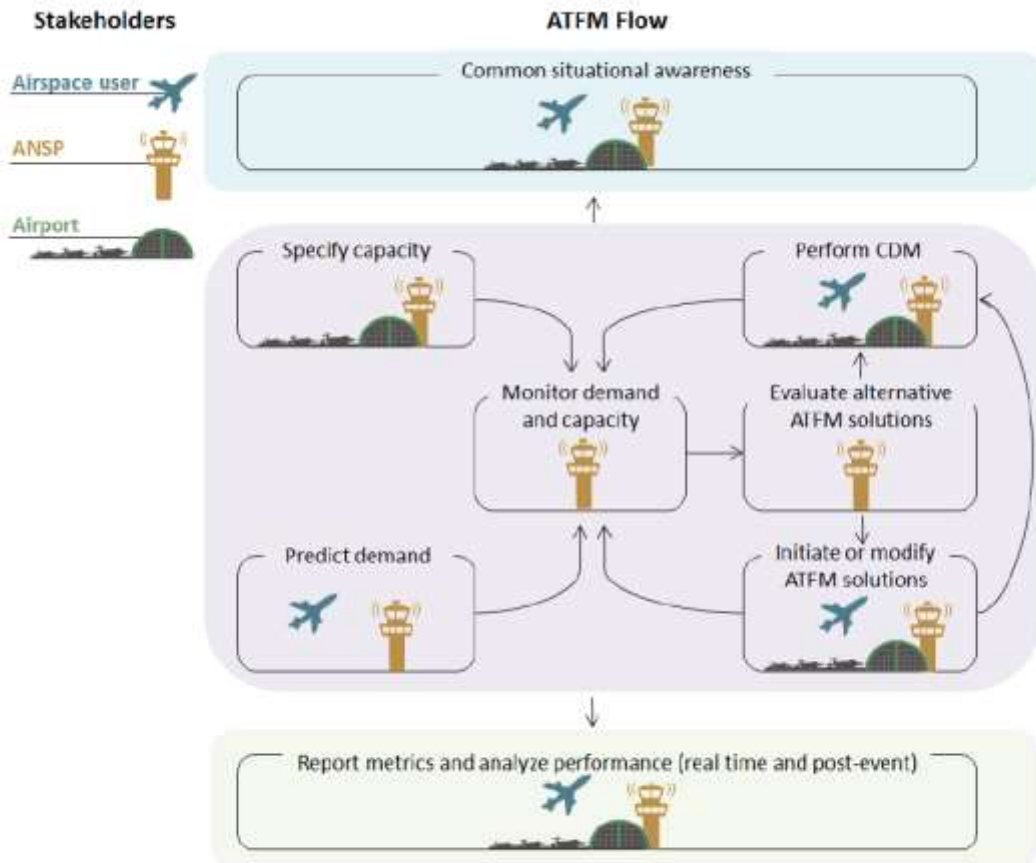 Stakeholders
ATFM Flow
Airspace user
ANSP
Airport
Common situational awareness
Specify capacity
Perform CDM
Monitor demand
and capacity
Evaluate alternative
ATFM solutions
Predict demand
Initiate or modify
ATFM solutions
Report metrics and analyze performance (real time and post-event)